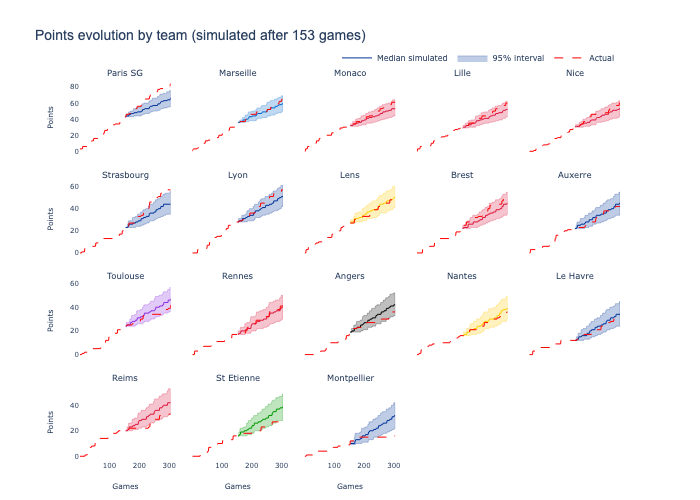 Points evolution by team (simulated after 153 games)
Median simulated 95% interval Actual
Paris SG Marseille Monaco Lille Nice
80
60
40
20
0
Points
Strasbourg Lyon Lens Brest Auxerre
60
40
20
0
Points
Toulouse Rennes Angers Nantes Le Havre
60
40
20
0
Points
Reims St Etienne Montpellier
40
20
0
Points
100 200 300 100 200 300 100 200 300
Games Games Games